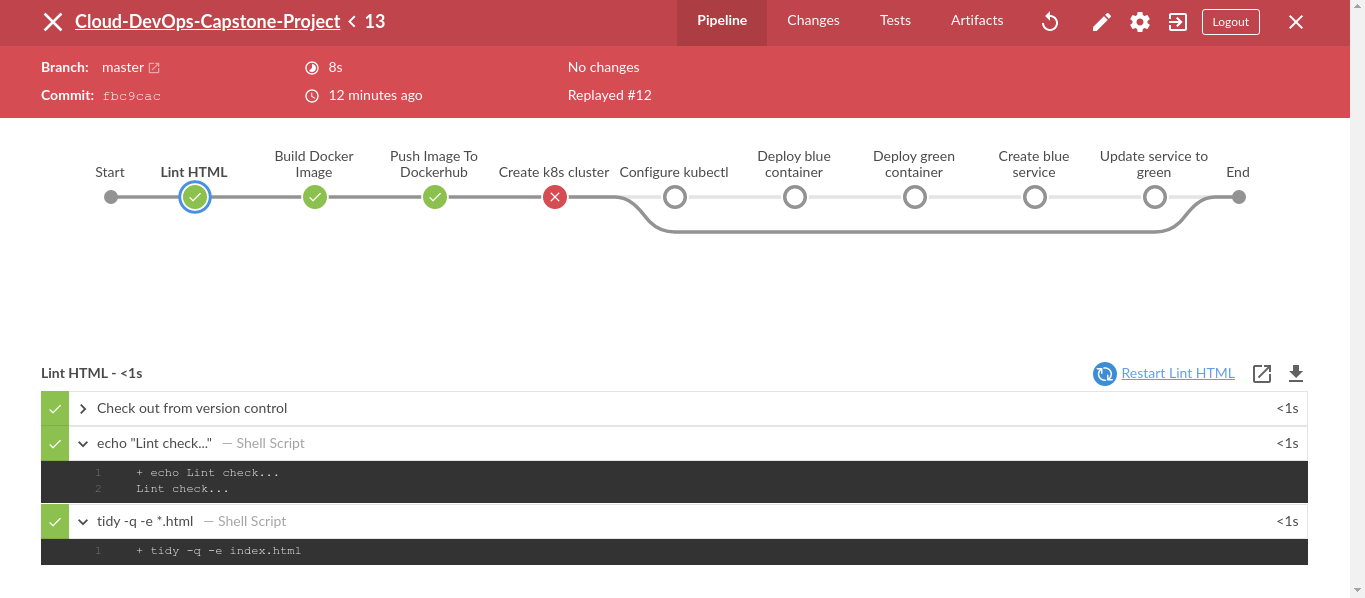 Cloud-DevOps-Capstone-Project < 13
Pipeline Changes Tests Artifacts Logout
Branch: master 8s No changes
Commit: fbc9cac 12 minutes ago Replayed #12
Start
Lint HTML
Build Docker
Image
Push Image To
Dockerhub
Create k8s cluster
Configure kubectl
Deploy blue
container
Deploy green
container
Create blue
service
Update service to
green
End
Lint HTML - <1s Restart Lint HTML
Check out from version control <1s
echo "Lint check..." — Shell Script <1s
1 + echo Lint check...
2 Lint check...
tidy -q -e *.html — Shell Script <1s
1 + tidy -q -e index.html